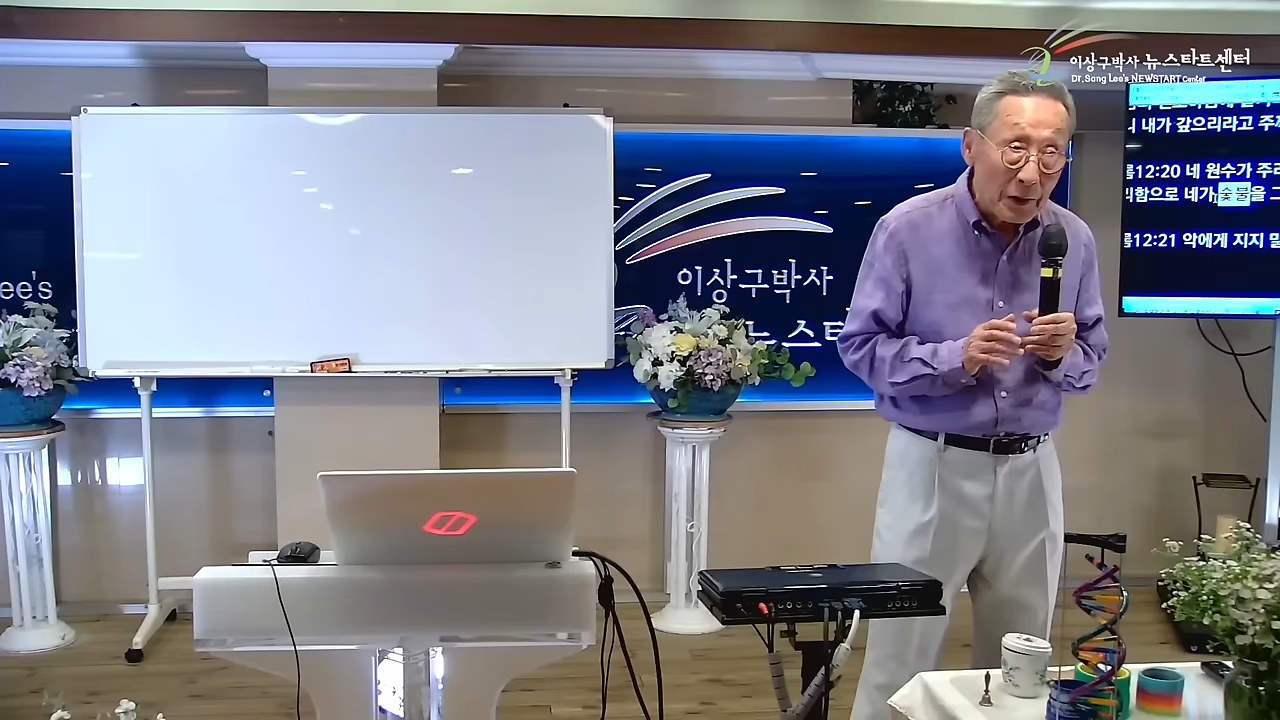 이상구박사 뉴스타트센터
Dr. Sang Lee's NEWSTART Center
ㅣ 내가 갚으리라고 주께
롬12:20 네 원수가 주리
리함으로 네가 숯불을 그
롬12:21 악에게 지지 말
ee's
이상구박사
뉴스타